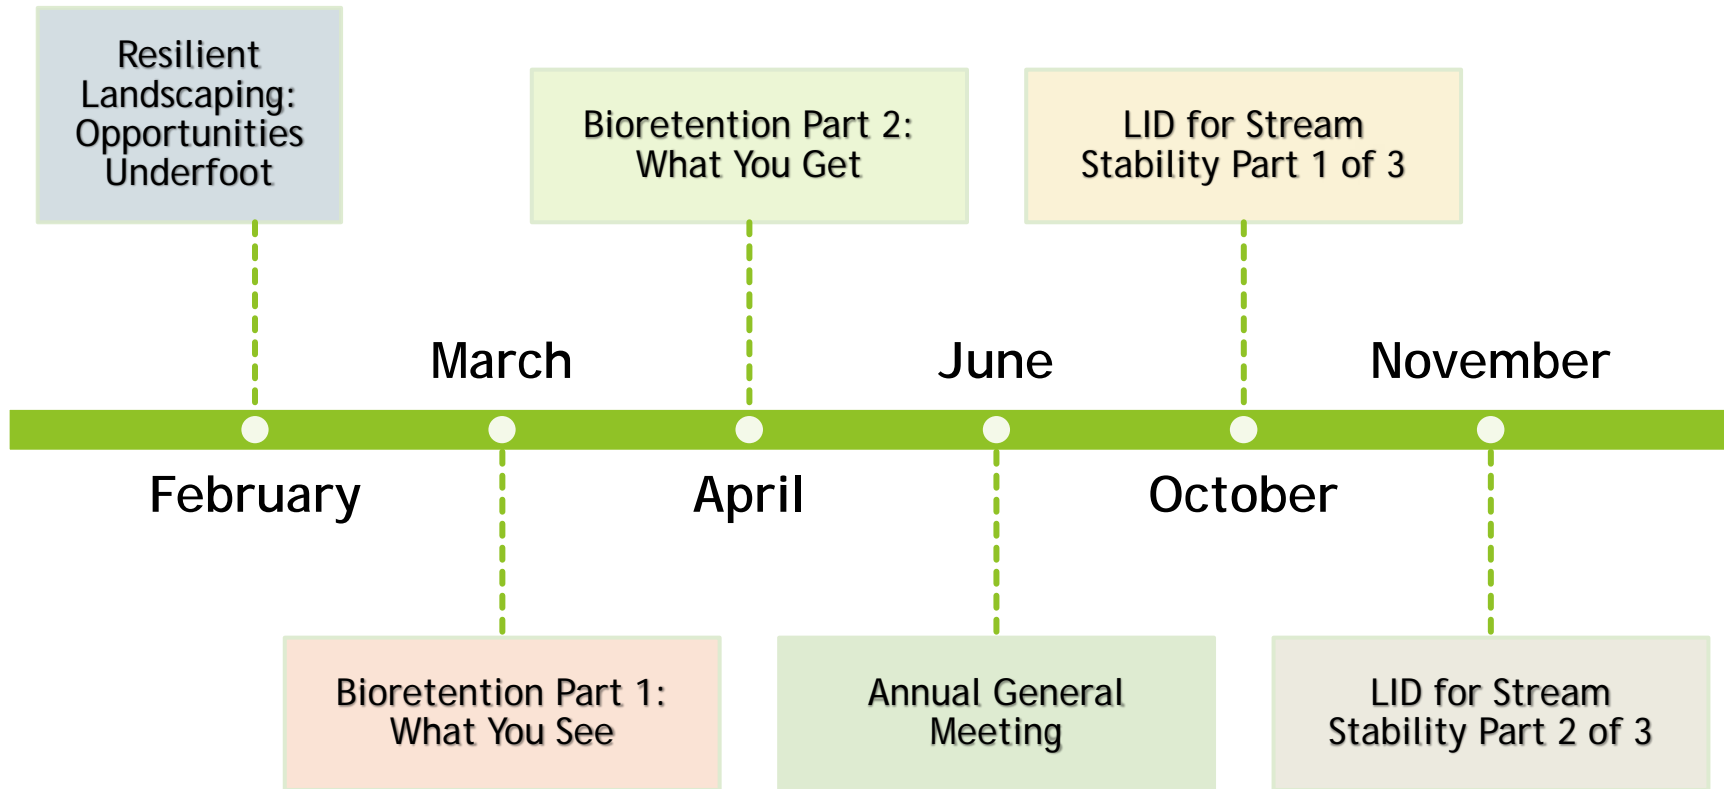 Resilient
Landscaping:
Opportunities
Underfoot
Bioretention Part 2:
What You Get
LID for Stream
Stability Part 1 of 3
March
June
November
February
April
October
Bioretention Part 1:
What You See
Annual General
Meeting
LID for Stream
Stability Part 2 of 3